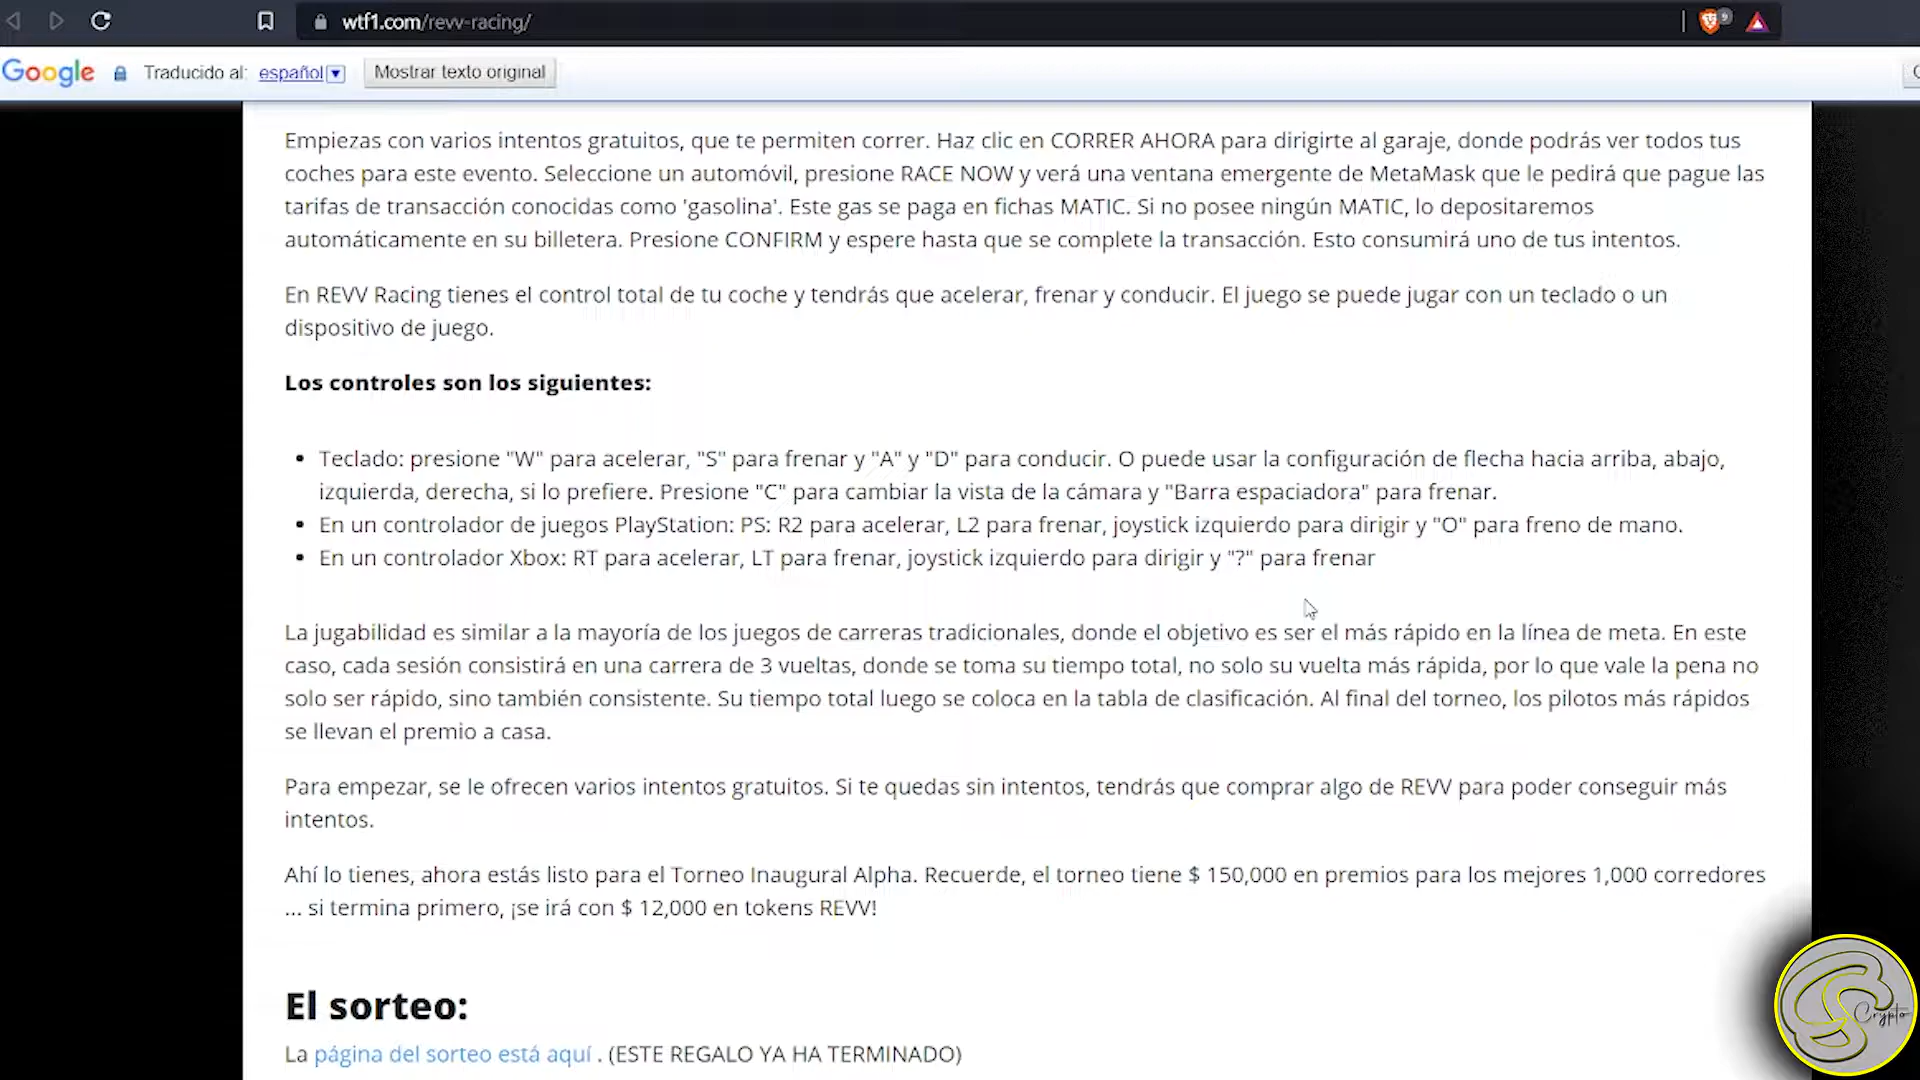 wtf1.com/revv-racing/
9
Google Traducido al: español Mostrar texto original
Empiezas con varios intentos gratuitos, que te permiten correr. Haz clic en CORRER AHORA para dirigirte al garaje, donde podrás ver todos tus
coches para este evento. Seleccione un automóvil, presione RACE NOW y verá una ventana emergente de MetaMask que le pedirá que pague las
tarifas de transacción conocidas como 'gasolina'. Este gas se paga en fichas MATIC. Si no posee ningún MATIC, lo depositaremos
automáticamente en su billetera. Presione CONFIRM y espere hasta que se complete la transacción. Esto consumirá uno de tus intentos.
En REVV Racing tienes el control total de tu coche y tendrás que acelerar, frenar y conducir. El juego se puede jugar con un teclado o un
dispositivo de juego.
Los controles son los siguientes:
• Teclado: presione "W" para acelerar, "S" para frenar y "A" y "D" para conducir. O puede usar la configuración de flecha hacia arriba, abajo,
izquierda, derecha, si lo prefiere. Presione "C" para cambiar la vista de la cámara y "Barra espaciadora" para frenar.
• En un controlador de juegos PlayStation: PS: R2 para acelerar, L2 para frenar, joystick izquierdo para dirigir y "O" para freno de mano.
• En un controlador Xbox: RT para acelerar, LT para frenar, joystick izquierdo para dirigir y "?" para frenar
La jugabilidad es similar a la mayoría de los juegos de carreras tradicionales, donde el objetivo es ser el más rápido en la línea de meta. En este
caso, cada sesión consistirá en una carrera de 3 vueltas, donde se toma su tiempo total, no solo su vuelta más rápida, por lo que vale la pena no
solo ser rápido, sino también consistente. Su tiempo total luego se coloca en la tabla de clasificación. Al final del torneo, los pilotos más rápidos
se llevan el premio a casa.
Para empezar, se le ofrecen varios intentos gratuitos. Si te quedas sin intentos, tendrás que comprar algo de REVV para poder conseguir más
intentos.
Ahí lo tienes, ahora estás listo para el Torneo Inaugural Alpha. Recuerde, el torneo tiene $ 150,000 en premios para los mejores 1,000 corredores
... si termina primero, ¡se irá con $ 12,000 en tokens REVV!
El sorteo:
La página del sorteo está aquí . (ESTE REGALO YA HA TERMINADO)
Crypto